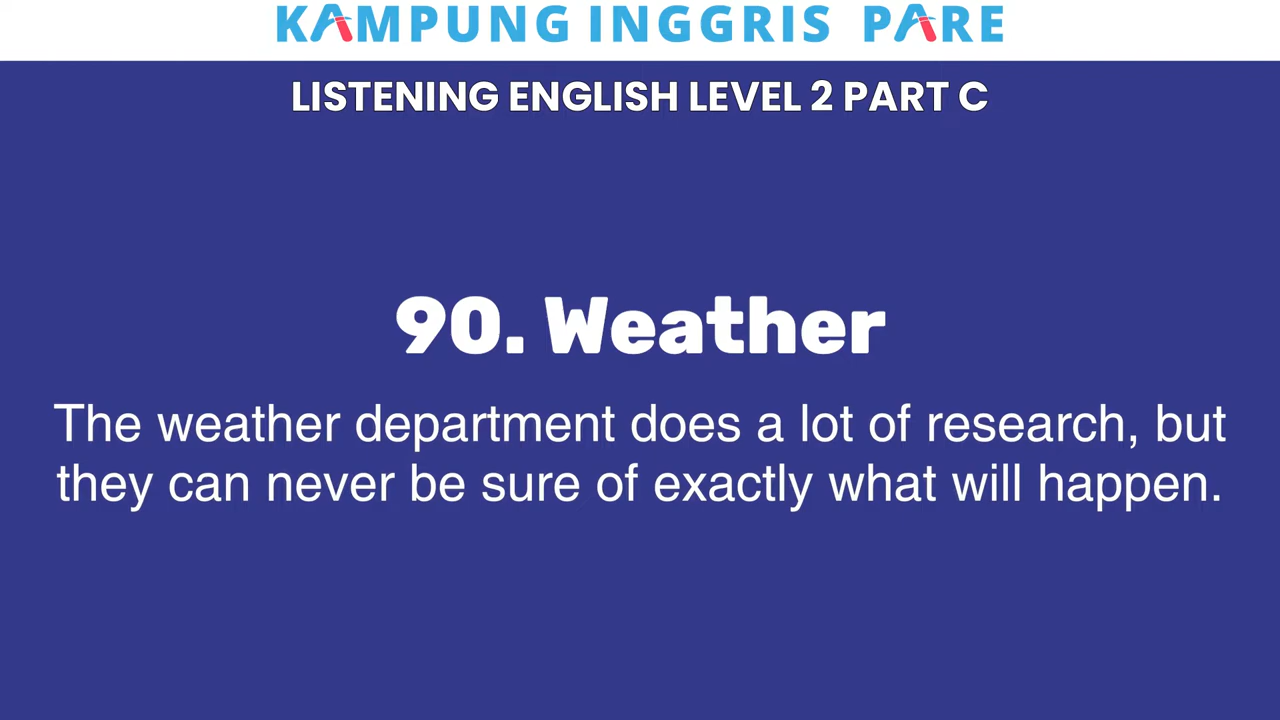 KAMPUNG INGGRIS PARE
LISTENING ENGLISH LEVEL 2 PART C
90. Weather
The weather department does a lot of research, but
they can never be sure of exactly what will happen.